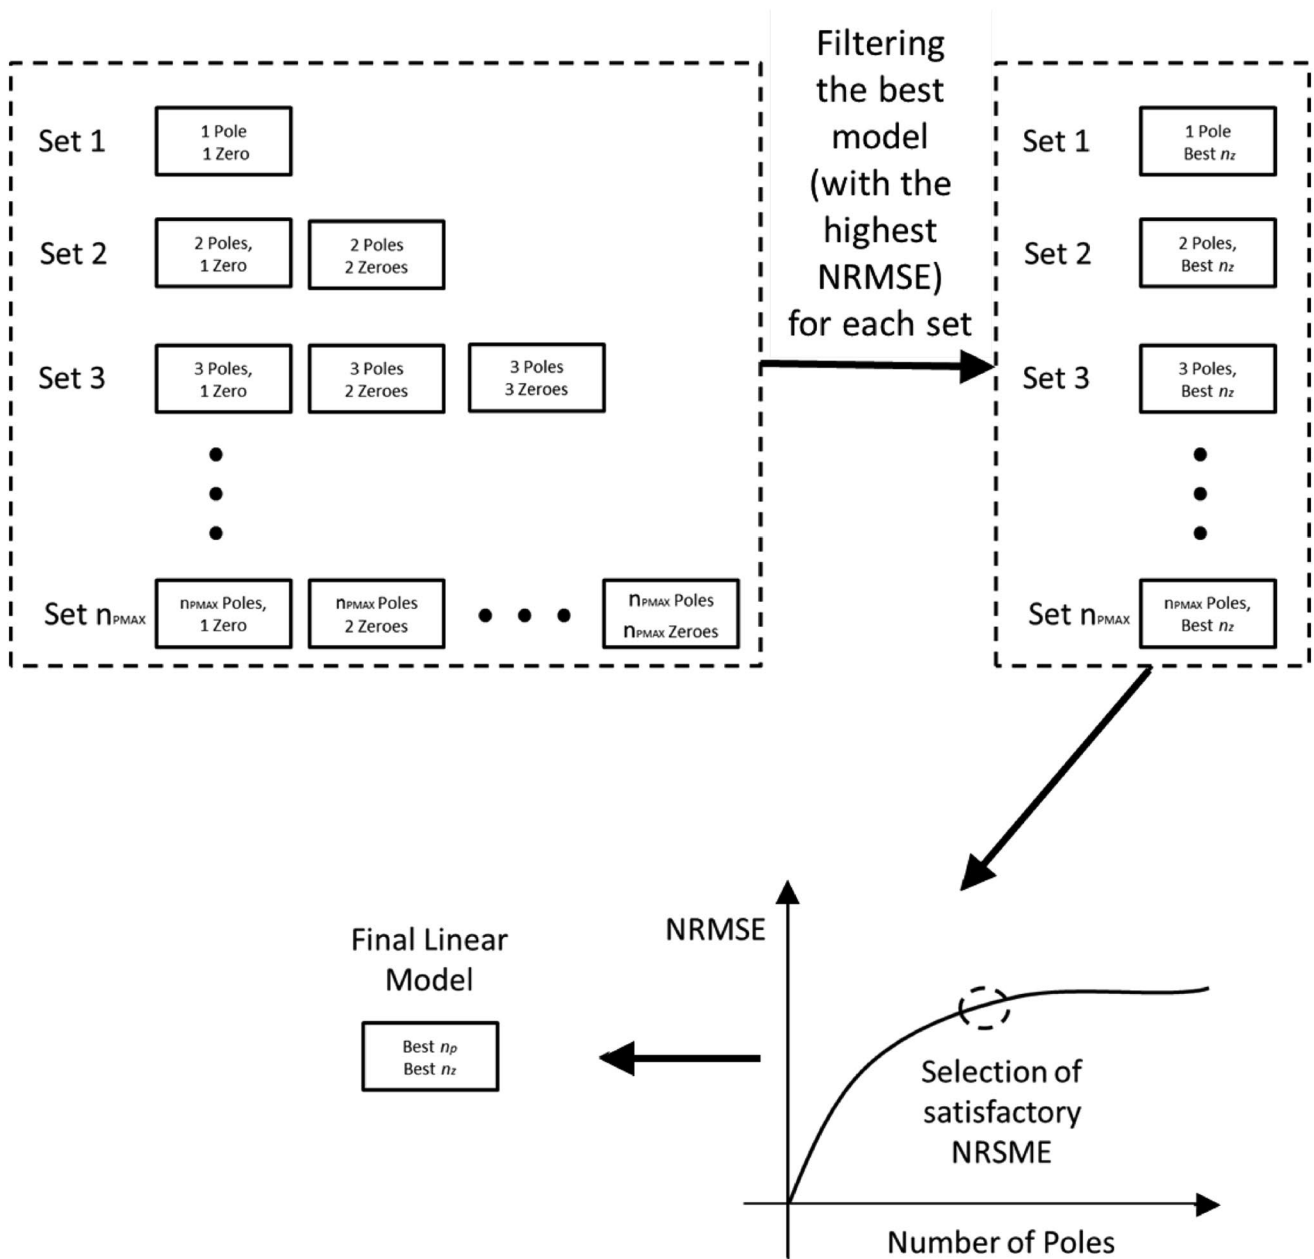 Filtering
the best
model
(with the
highest
NRMSE)
for each set
Set 1
1 Pole
1 Zero
Set 2
2 Poles,
1 Zero
2 Poles
2 Zeroes
Set 3
3 Poles,
1 Zero
3 Poles
2 Zeroes
3 Poles
3 Zeroes
Set nPMAX
nPMAX Poles,
1 Zero
nPMAX Poles
2 Zeroes
nPMAX Poles
nPMAX Zeroes
Set 1
1 Pole
Best nz
Set 2
2 Poles,
Best nz
Set 3
3 Poles,
Best nz
Set nPMAX
nPMAX Poles,
Best nz
NRMSE
Selection of
satisfactory
NRSME
Number of Poles
Final Linear
Model
Best np
Best nz